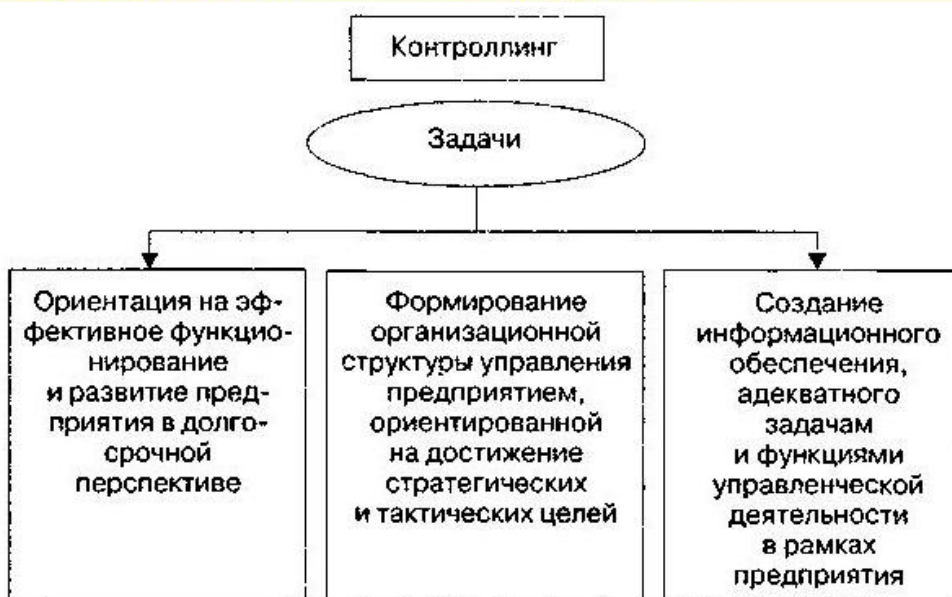 Контроллинг
Задачи
Ориентация на эф-
фективное функцио-
нирование
и развитие пред-
приятия в долго-
срочной
перспективе
Формирование
организационной
структуры управления
предприятием,
ориентированной
на достижение
стратегических
и тактических целей
Создание
информационного
обеспечения,
адекватного
задачам
и функциями
управленческой
деятельности
в рамках
предприятия